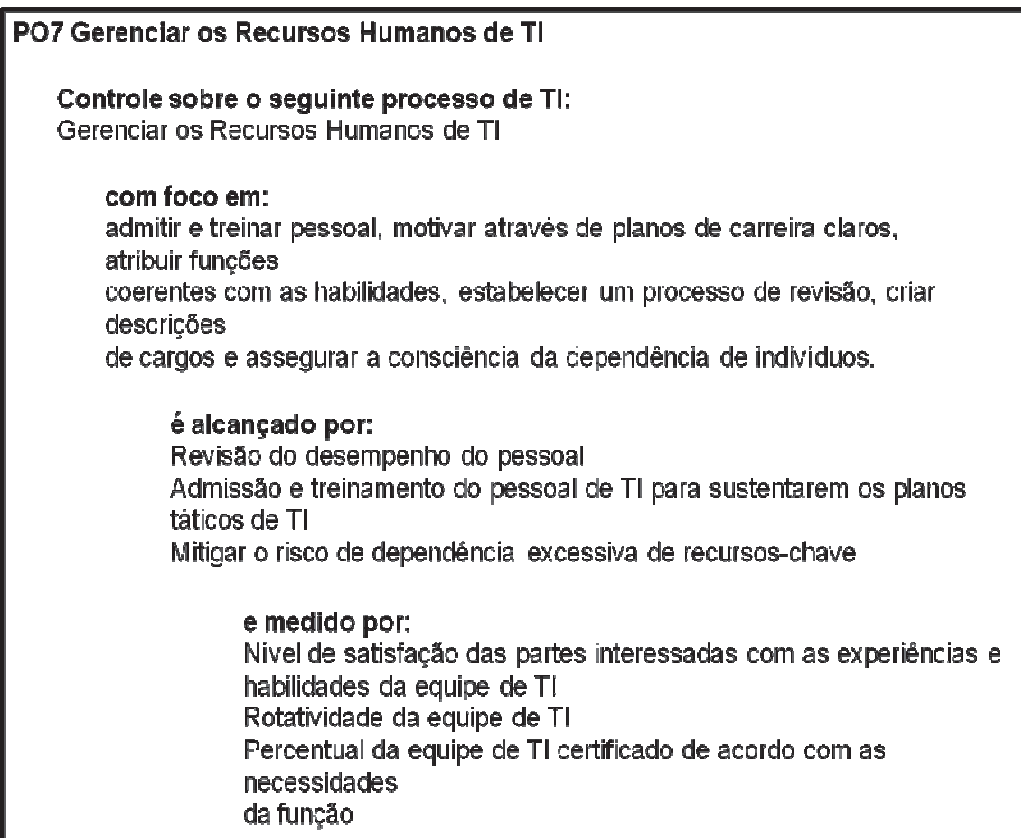 PO7 Gerenciar os Recursos Humanos de TI
Controle sobre o seguinte processo de TI:
Gerenciar os Recursos Humanos de TI
com foco em:
admitir e treinar pessoal, motivar através de planos de carreira claros,
atribuir funções
coerentes com as habilidades, estabelecer um processo de revisão, criar
descrições
de cargos e assegurar a consciência da dependência de indivíduos.
é alcançado por:
Revisão do desempenho do pessoal
Admissão e treinamento do pessoal de TI para sustentarem os planos
táticos de TI
Mitigar o risco de dependência excessiva de recursos-chave
e medido por:
Nivel de satisfação das partes interessadas com as experiências e
habilidades da equipe de TI
Rotatividade da equipe de TI
Percentual da equipe de TI certificado de acordo com as
necessidades
da função